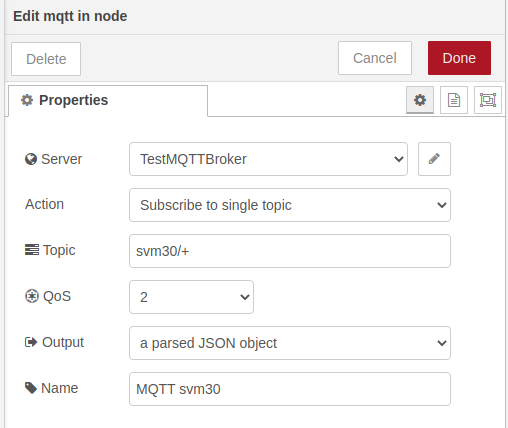 Edit mqtt in node
Delete
Cancel
Done
Properties
Server
TestMQTTBroker
Action
Subscribe to single topic
Topic
svm30/+
QoS
2
Output
a parsed JSON object
Name
MQTT svm30